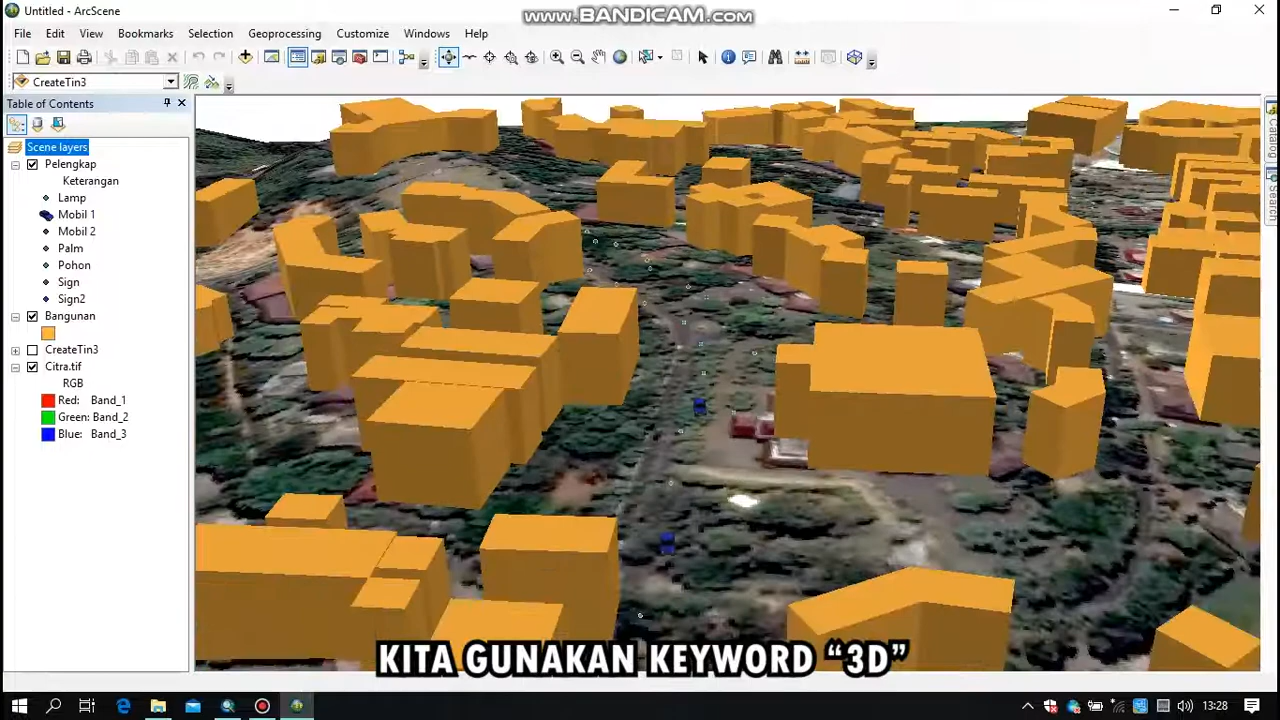 Untitled - ArcScene
www.BANDICAM.com
File Edit View Bookmarks Selection Geoprocessing Customize Windows Help
CreateTin3
Table of Contents
Scene layers
Pelengkap
Keterangan
Lamp
Mobil 1
Mobil 2
Palm
Pohon
Sign
Sign2
Bangunan
CreateTin3
Citra.tif
RGB
Red: Band_1
Green: Band_2
Blue: Band_3
Catalog
Search
KITA GUNAKAN KEYWORD “3D”
13:28